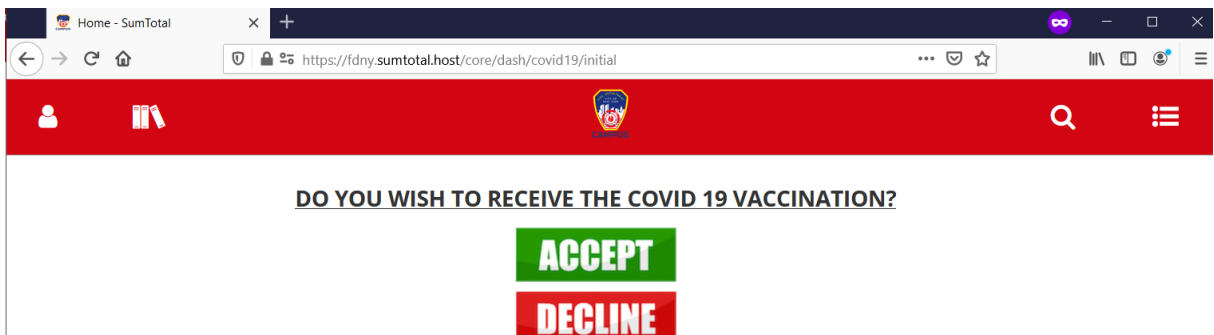 Home - SumTotal
https://fdny.sumtotal.host/core/dash/covid19/initial
CAMPUS
DO YOU WISH TO RECEIVE THE COVID 19 VACCINATION?
ACCEPT
DECLINE